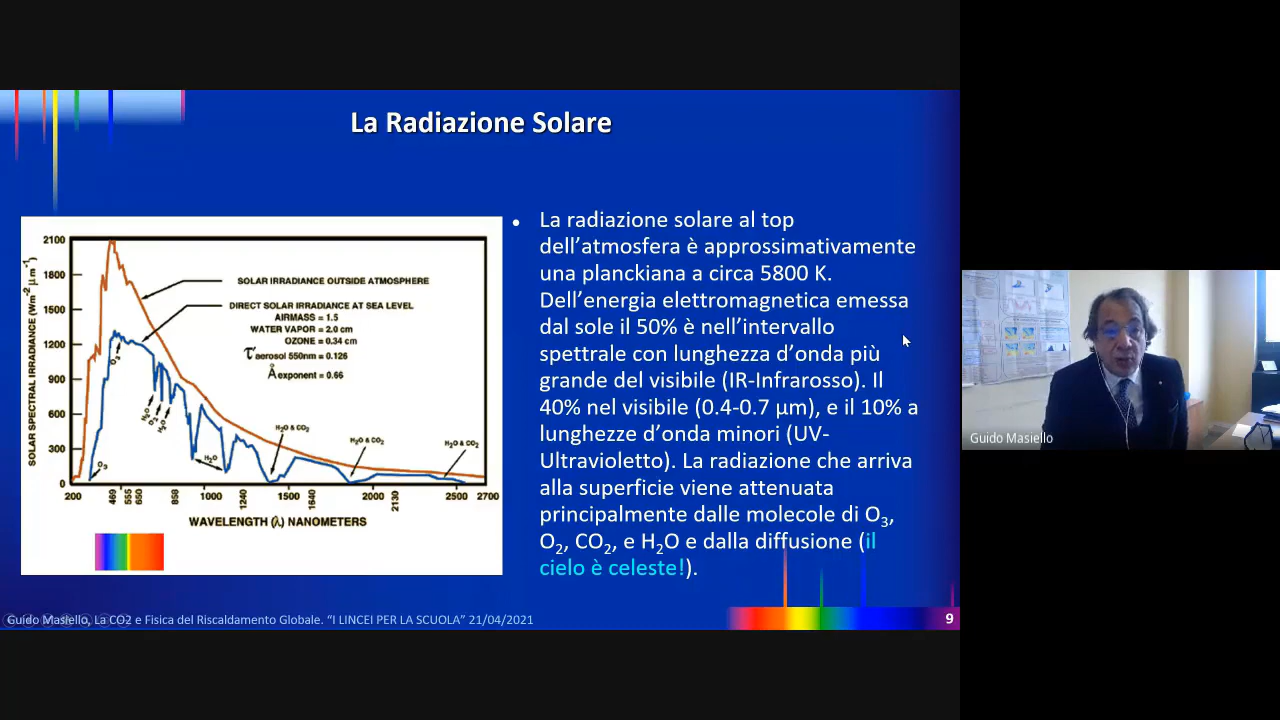 La Radiazione Solare
2100
1800
1500
1200
900
600
300
0
SOLAR SPECTRAL IRRADIANCE (Wm⁻² μm⁻¹)
SOLAR IRRADIANCE OUTSIDE ATMOSPHERE
DIRECT SOLAR IRRADIANCE AT SEA LEVEL
AIRMASS = 1.5
WATER VAPOR = 2.0 cm
OZONE = 0.34 cm
τ'aerosol 550nm = 0.126
Å exponent = 0.66
O₃
O₃
H₂O
O₂
H₂O
H₂O
H₂O & CO₂
H₂O & CO₂
H₂O & CO₂
200 469 555 650 858 1000 1240 1500 1640 2000 2130 2500 2700
WAVELENGTH (λ) NANOMETERS
• La radiazione solare al top
dell’atmosfera è approssimativamente
una planckiana a circa 5800 K.
Dell’energia elettromagnetica emessa
dal sole il 50% è nell’intervallo
spettrale con lunghezza d’onda più
grande del visibile (IR-Infrarosso). Il
40% nel visibile (0.4-0.7 μm), e il 10% a
lunghezze d’onda minori (UV-
Ultravioletto). La radiazione che arriva
alla superficie viene attenuata
principalmente dalle molecole di O₃,
O₂, CO₂, e H₂O e dalla diffusione (il
cielo è celeste!).
Guido Masiello, La CO2 e Fisica del Riscaldamento Globale. “I LINCEI PER LA SCUOLA” 21/04/2021
9
Guido Masiello